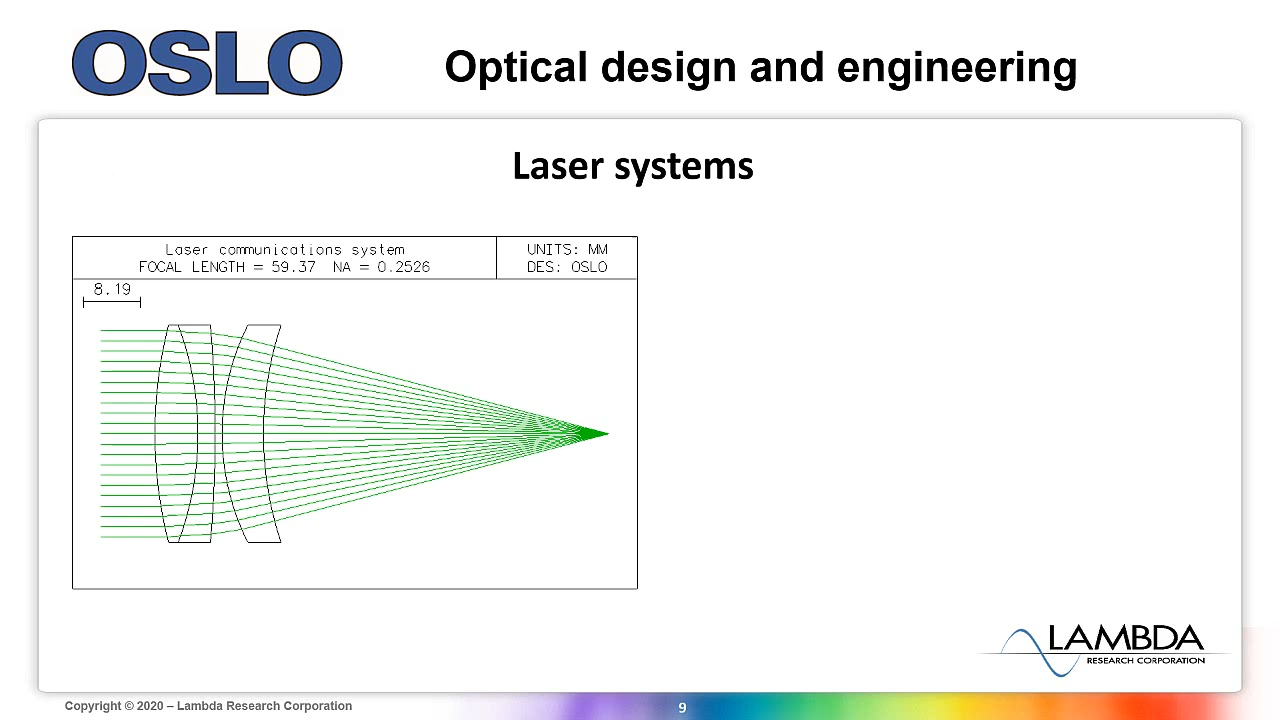 OSLO
Optical design and engineering
Laser systems
Laser communications system
FOCAL LENGTH = 59.37 NA = 0.2526
UNITS: MM
DES: OSLO
8.19
LAMBDA
RESEARCH CORPORATION
Copyright © 2020 – Lambda Research Corporation
9